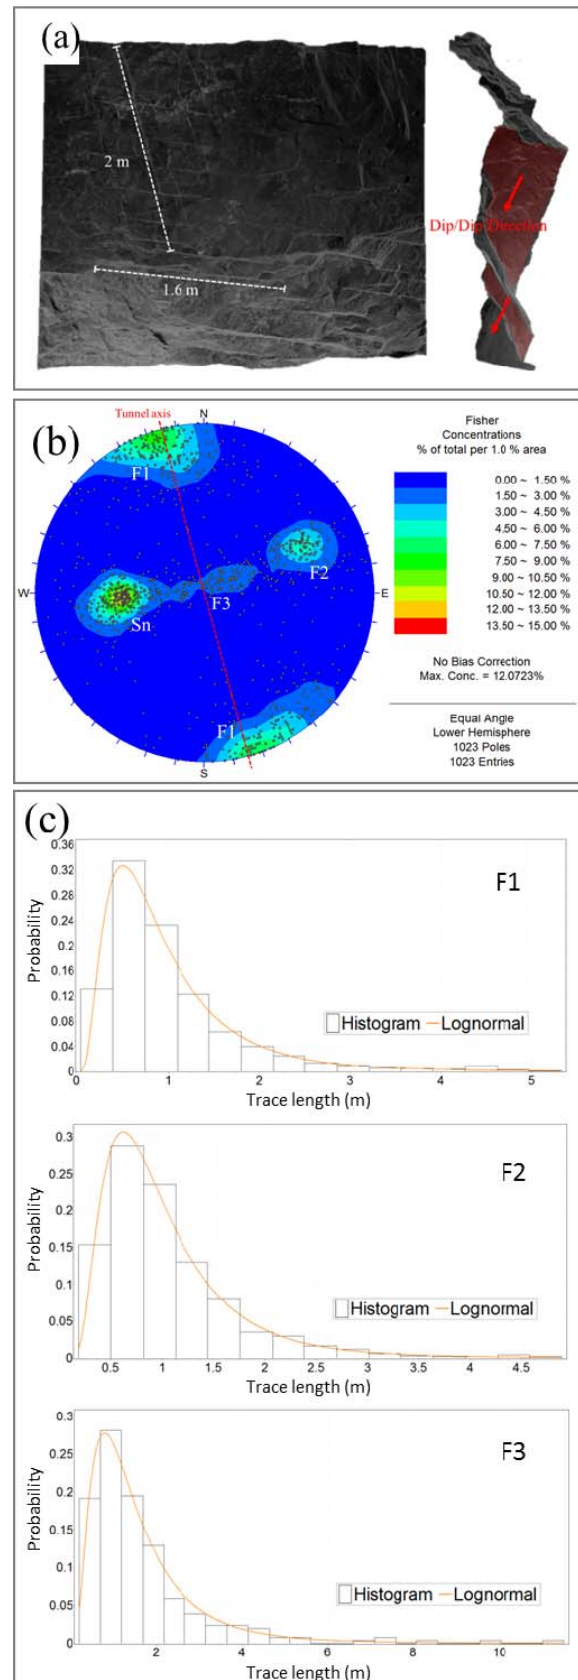 (a)
2 m
1.6 m
Dip/Dip Direction
(b)
Tunnel axis
N
F1
F2
W
E
F3
Sn
F1
S
Fisher
Concentrations
% of total per 1.0 % area
0.00 ~ 1.50 %
1.50 ~ 3.00 %
3.00 ~ 4.50 %
4.50 ~ 6.00 %
6.00 ~ 7.50 %
7.50 ~ 9.00 %
9.00 ~ 10.50 %
10.50 ~ 12.00 %
12.00 ~ 13.50 %
13.50 ~ 15.00 %
No Bias Correction
Max. Conc. = 12.0723%
Equal Angle
Lower Hemisphere
1023 Poles
1023 Entries
(c)
0.36
0.32
0.28
0.24
0.2
0.16
0.12
0.08
0.04
0
Probability
F1
Histogram Lognormal
0 1 2 3 4 5
Trace length (m)
0.3
0.25
0.2
0.15
0.1
0.05
0
Probability
F2
Histogram Lognormal
0.5 1 1.5 2 2.5 3 3.5 4 4.5
Trace length (m)
0.3
0.25
0.2
0.15
0.1
0.05
0
Probability
F3
Histogram Lognormal
2 4 6 8 10
Trace length (m)